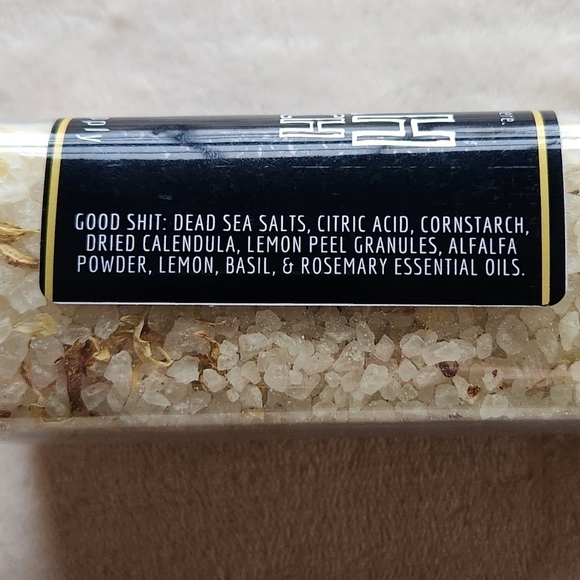 GOOD SHIT: DEAD SEA SALTS, CITRIC ACID, CORNSTARCH,
DRIED CALENDULA, LEMON PEEL GRANULES, ALFALFA
POWDER, LEMON, BASIL, & ROSEMARY ESSENTIAL OILS.